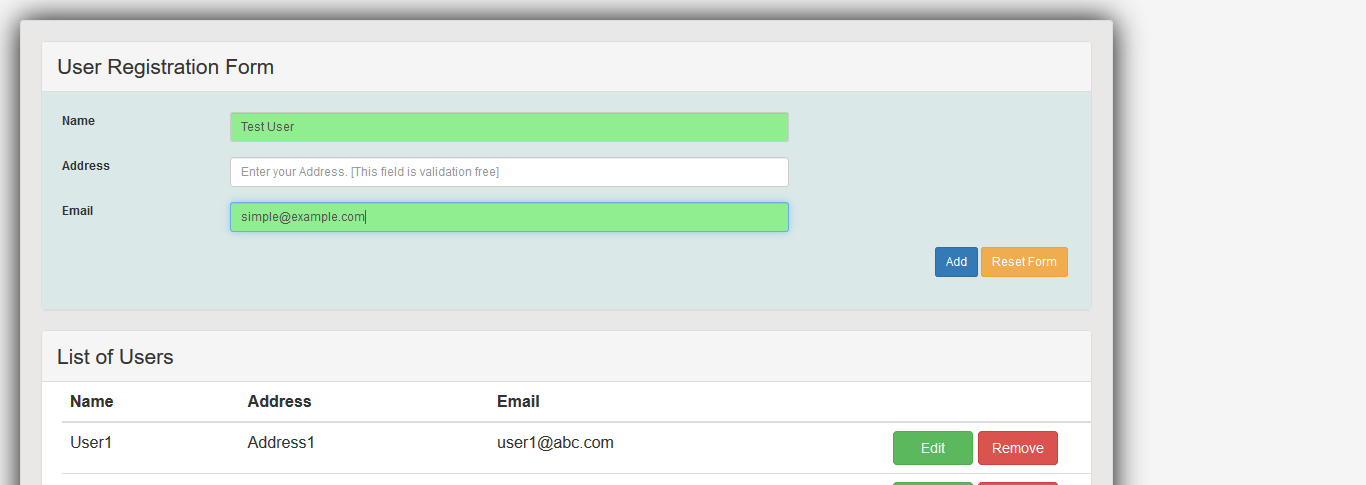 User Registration Form
Name
Test User
Address
Enter your Address. [This field is validation free]
Email
simple@example.com
Add Reset Form
List of Users
Name Address Email
User1 Address1 user1@abc.com Edit Remove